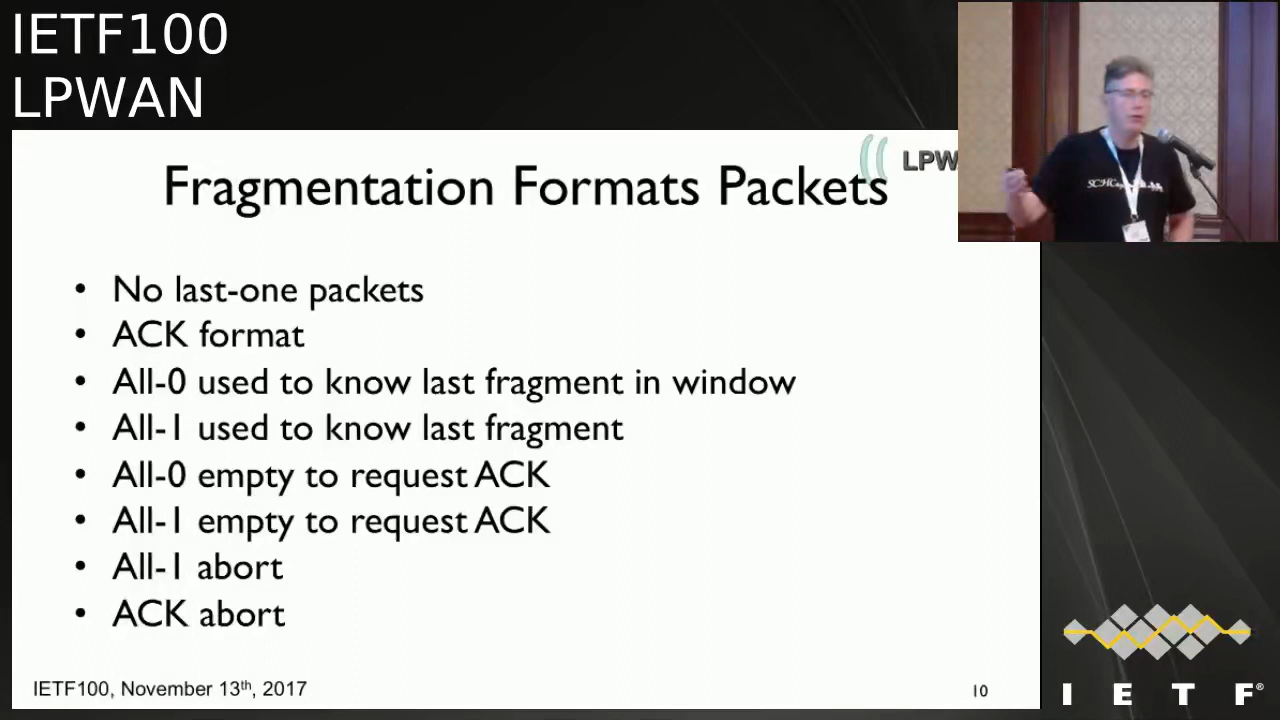 IETF100
LPWAN
LPW
Fragmentation Formats Packets
• No last-one packets
• ACK format
• All-0 used to know last fragment in window
• All-1 used to know last fragment
• All-0 empty to request ACK
• All-1 empty to request ACK
• All-1 abort
• ACK abort
IETF100, November 13th, 2017
10
I E T F®